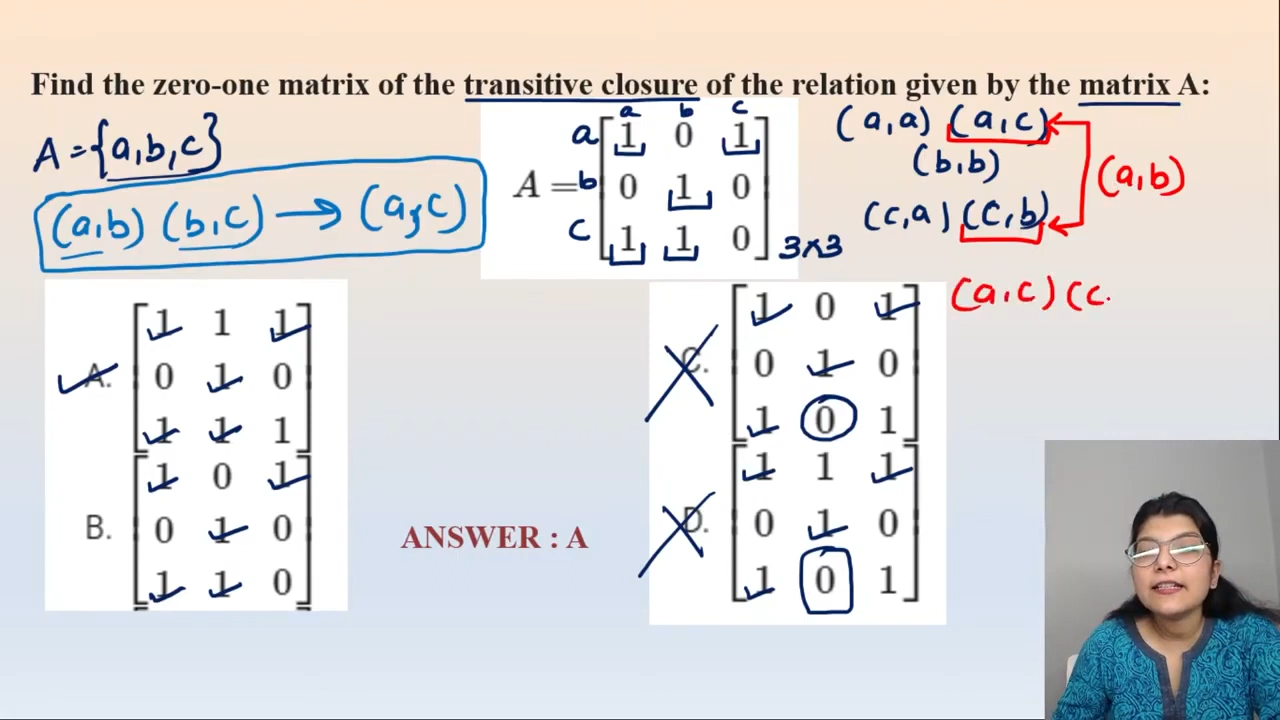 Find the zero-one matrix of the transitive closure of the relation given by the matrix A:
A = {a,b,c}
(a,b) (b,c) → (a,c)
a b c
A = a [1 0 1]
b [0 1 0]
c [1 1 0] 3×3
(a,a) (a,c)
(b,b)
(c,a) (c,b)
(a,b)
(a,c) (c.
A.
1 1 1
0 1 0
1 1 1
B.
1 0 1
0 1 0
1 1 0
C.
1 0 1
0 1 0
1 0 1
D.
1 1 1
0 1 0
1 0 1
ANSWER : A